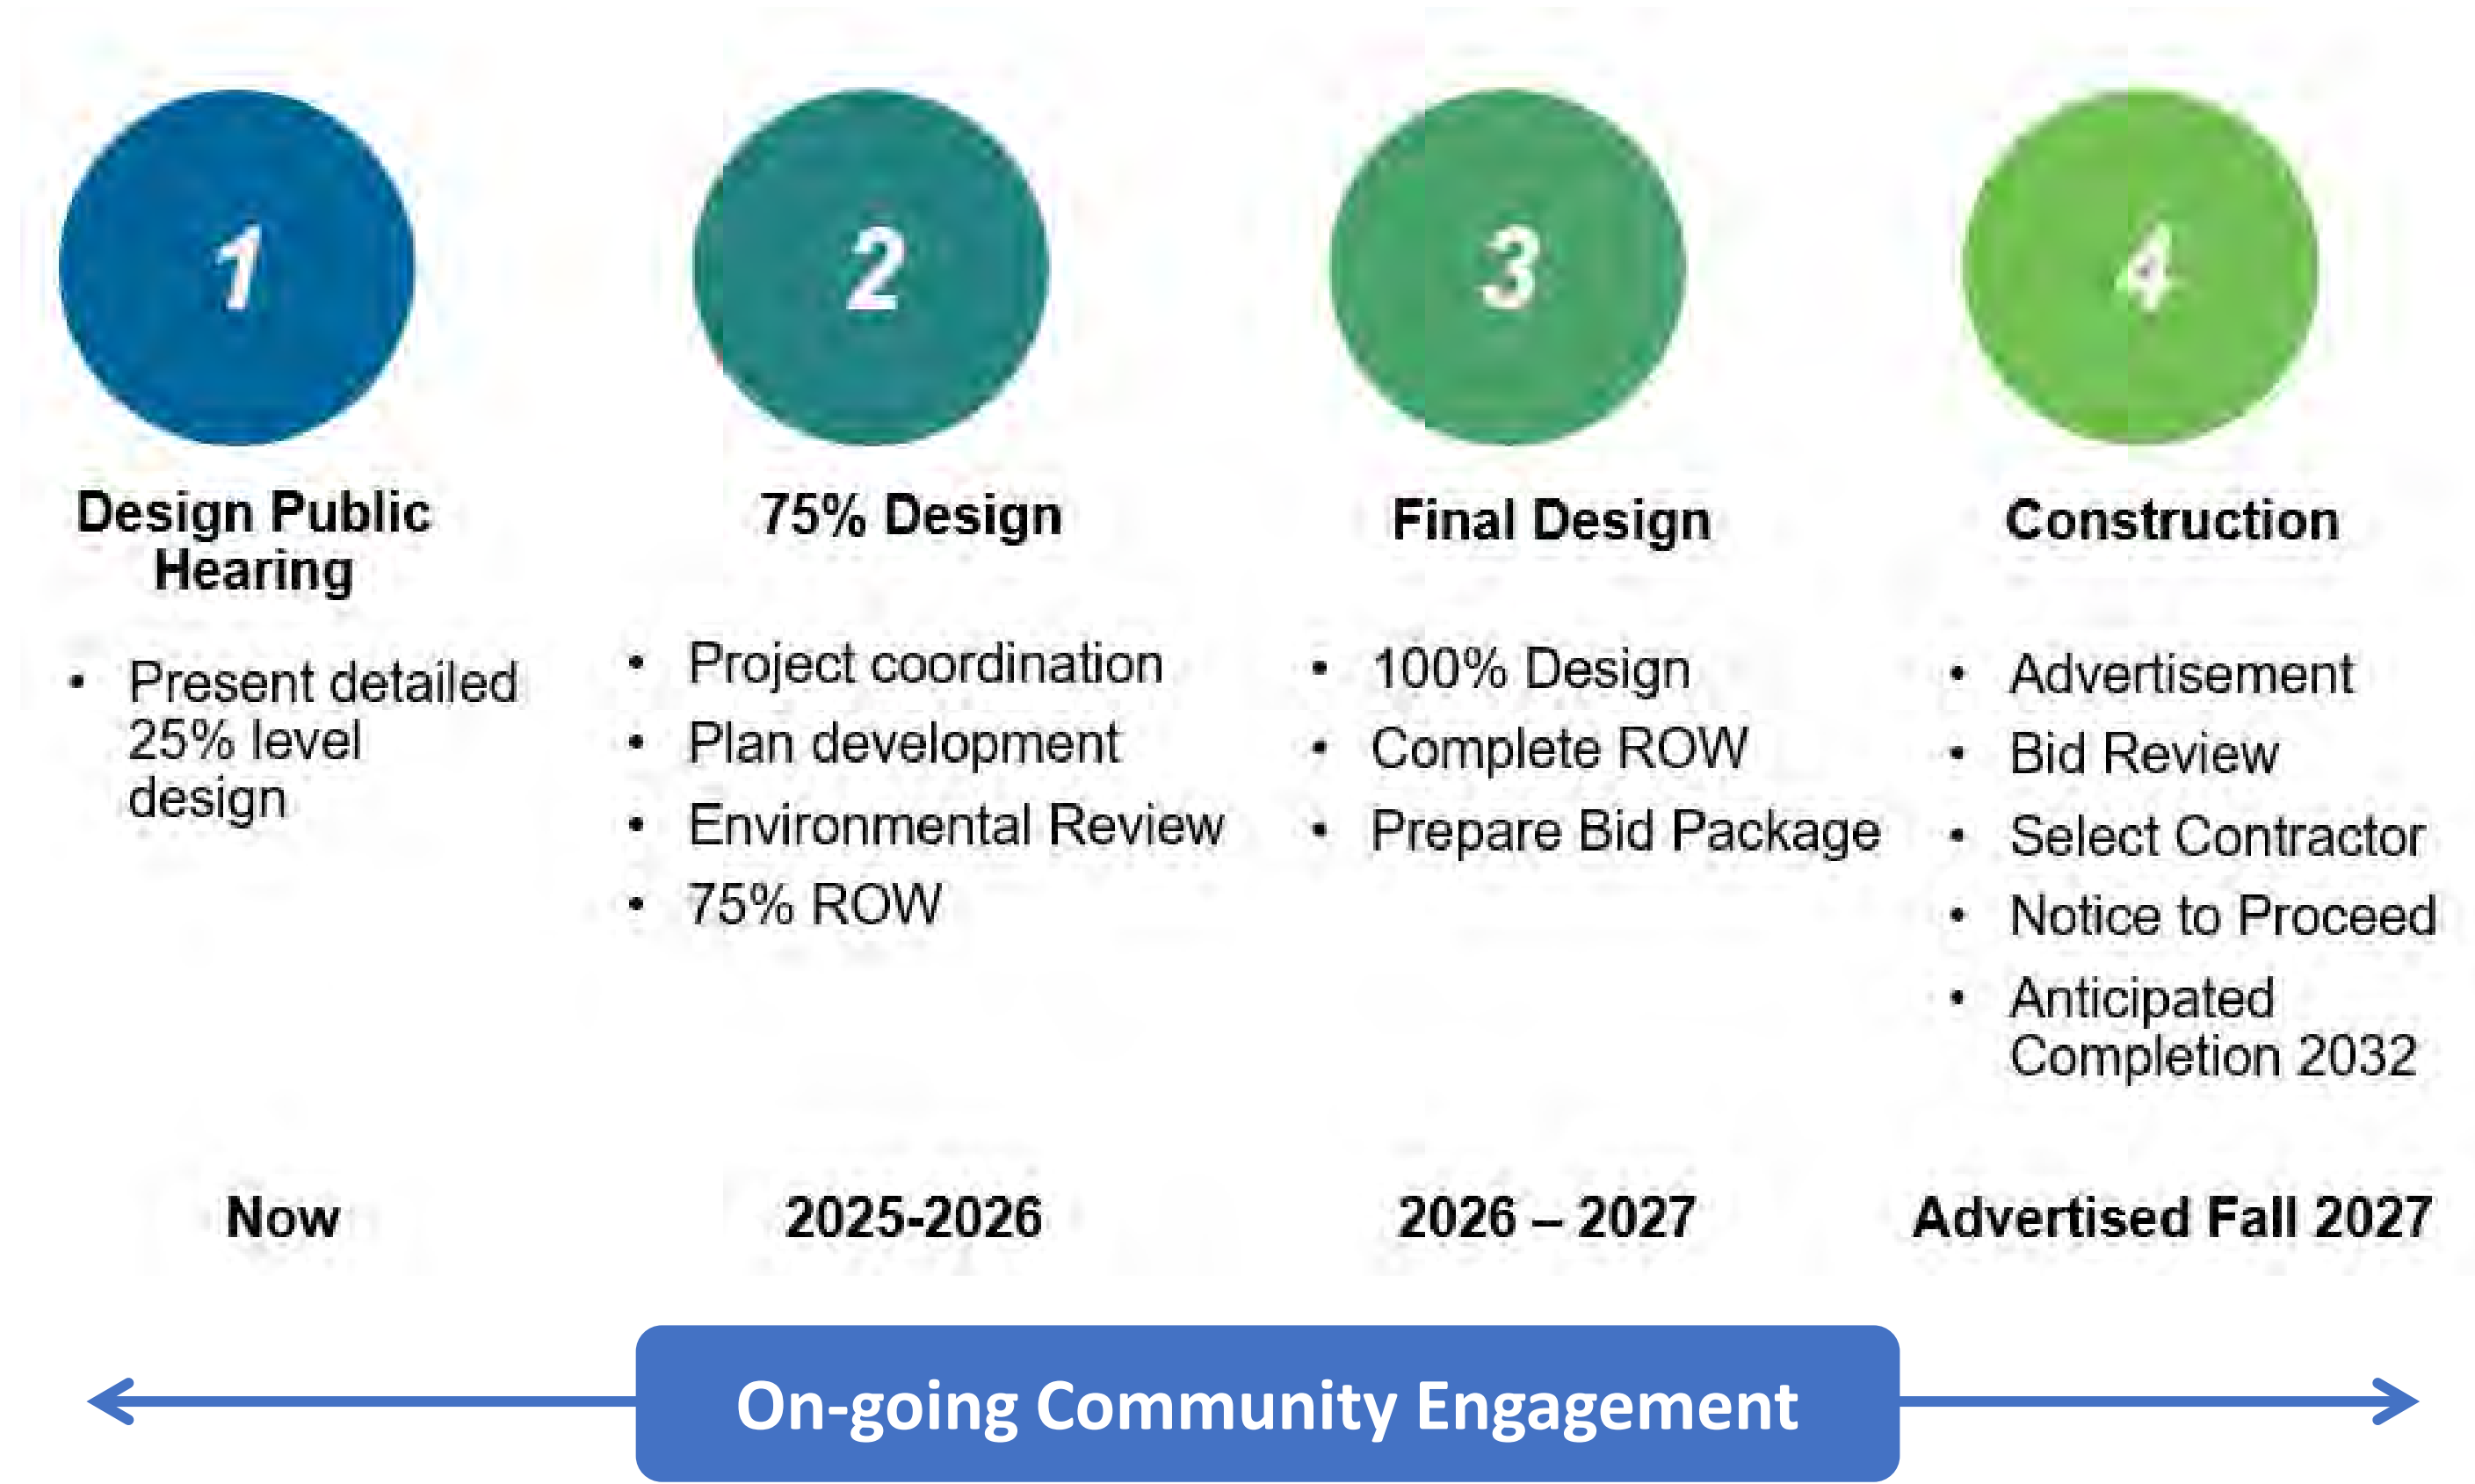 1
Design Public
Hearing
• Present detailed
25% level
design
Now
2
75% Design
• Project coordination
• Plan development
• Environmental Review
• 75% ROW
2025-2026
3
Final Design
• 100% Design
• Complete ROW
• Prepare Bid Package
2026 – 2027
4
Construction
• Advertisement
• Bid Review
• Select Contractor
• Notice to Proceed
• Anticipated
Completion 2032
Advertised Fall 2027
On-going Community Engagement